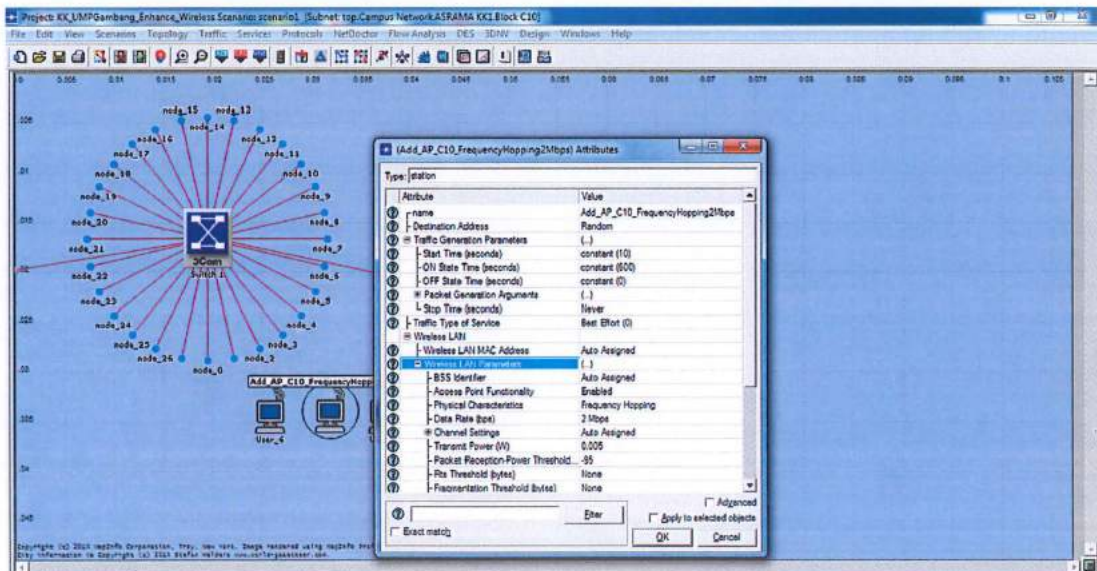 Project: KK_UMPGambang_Enhance_Wireless Scenario: scenario1 [Subnet: top.Campus Network.ASRAMA KK1.Block C10]
File Edit View Scenarios Topology Traffic Services Protocols NetDoctor Flow Analysis DES 3DNV Design Windows Help
node_15 node_13
node_14
node_16 node_12
node_17 node_11
node_18 node_10
node_19 node_9
node_20 node_8
node_21 node_7
node_22 node_6
node_23 node_5
node_24 node_4
node_25 node_3
node_26 node_2
node_0
3Com
Switch 1
Add_AP_C10_FrequencyHopp
User_6
(Add_AP_C10_FrequencyHopping2Mbps) Attributes
Type: station
Attribute Value
name Add_AP_C10_FrequencyHopping2Mbps
Destination Address Random
Traffic Generation Parameters (...)
Start Time (seconds) constant (10)
ON State Time (seconds) constant (600)
OFF State Time (seconds) constant (0)
Packet Generation Arguments (...)
Stop Time (seconds) Never
Traffic Type of Service Best Effort (0)
Wireless LAN
Wireless LAN MAC Address Auto Assigned
Wireless LAN Parameters (...)
BSS Identifier Auto Assigned
Access Point Functionality Enabled
Physical Characteristics Frequency Hopping
Data Rate (bps) 2 Mbps
Channel Settings Auto Assigned
Transmit Power (W) 0.005
Packet Reception-Power Threshold... -95
Rts Threshold (bytes) None
Fragmentation Threshold (bytes) None
Advanced
Filter
Apply to selected objects
Exact match
OK Cancel